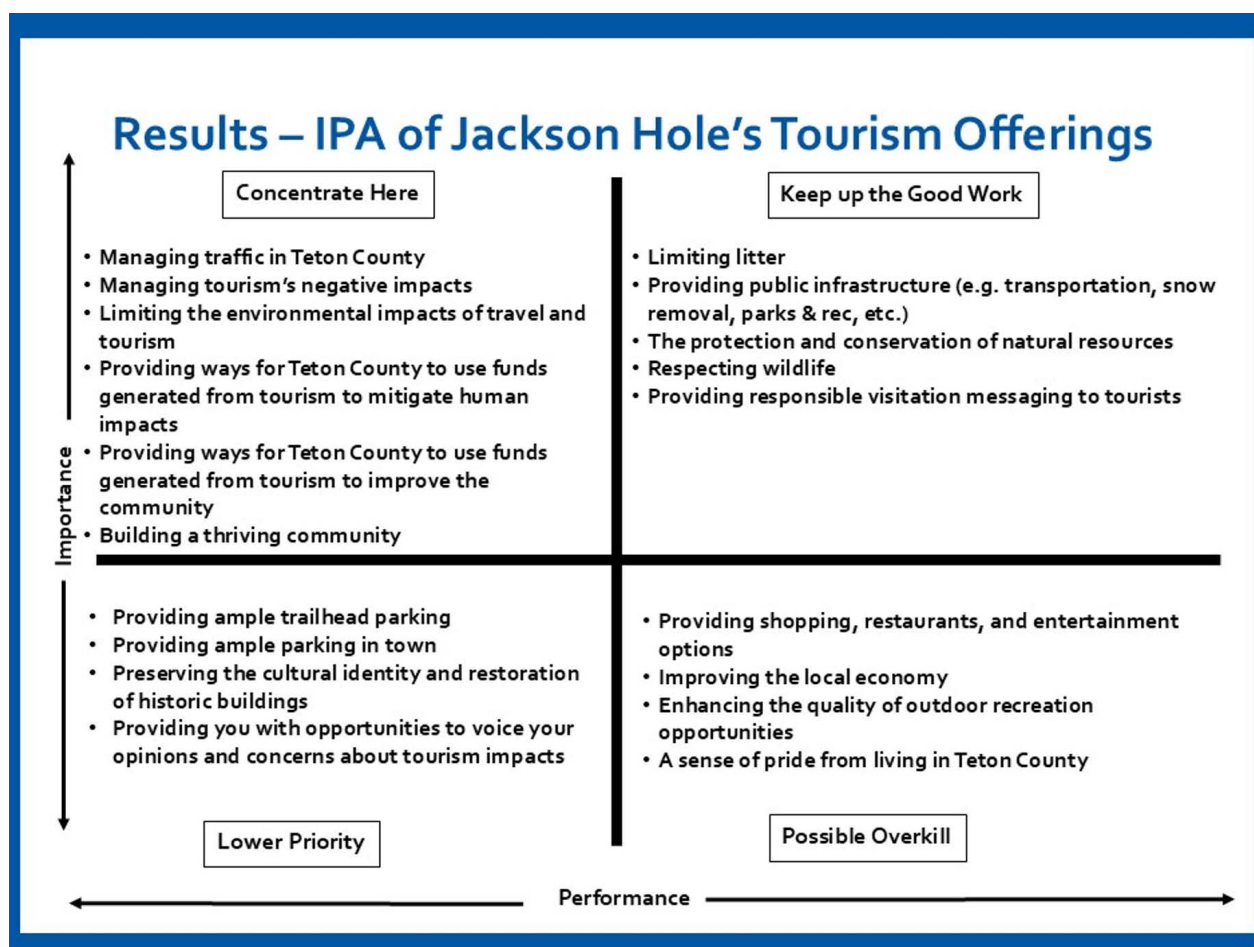 Results – IPA of Jackson Hole's Tourism Offerings
Concentrate Here
• Managing traffic in Teton County
• Managing tourism's negative impacts
• Limiting the environmental impacts of travel and
tourism
• Providing ways for Teton County to use funds
generated from tourism to mitigate human
impacts
• Providing ways for Teton County to use funds
generated from tourism to improve the
community
• Building a thriving community
Keep up the Good Work
• Limiting litter
• Providing public infrastructure (e.g. transportation, snow
removal, parks & rec, etc.)
• The protection and conservation of natural resources
• Respecting wildlife
• Providing responsible visitation messaging to tourists
Importance
• Providing ample trailhead parking
• Providing ample parking in town
• Preserving the cultural identity and restoration
of historic buildings
• Providing you with opportunities to voice your
opinions and concerns about tourism impacts
Lower Priority
• Providing shopping, restaurants, and entertainment
options
• Improving the local economy
• Enhancing the quality of outdoor recreation
opportunities
• A sense of pride from living in Teton County
Possible Overkill
Performance